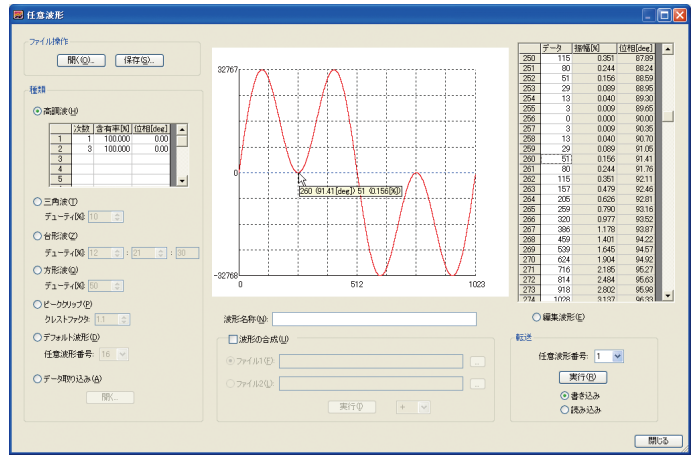 任意波形
ファイル操作
開く(O)... 保存(S)...
種類
高調波(H)
次数 含有率[%] 位相[deg]
1 1 100.000 0.00
2 3 100.000 0.00
3
4
5
三角波(T)
デューティ[%] 10
台形波(Z)
デューティ[%] 12 : 21 : 30
方形波(Q)
デューティ[%] 50
ピーククリップ(P)
クレストファクタ: 11
デフォルト波形(D)
任意波形番号: 16
データ取り込み(A)
開く...
32767
0
-32768
0 512 1023
260 (91.41 [deg]) 51 (0.156[%])
波形名称(N):
波形の合成(U)
ファイル1(F): ...
ファイル2(L): ...
実行(I) +
データ 振幅[%] 位相[deg]
250 115 0.351 87.89
251 80 0.244 88.24
252 51 0.156 88.59
253 29 0.089 88.95
254 13 0.040 89.30
255 3 0.009 89.65
256 0 0.000 90.00
257 3 0.009 90.35
258 13 0.040 90.70
259 29 0.089 91.05
260 51 0.156 91.41
261 80 0.244 91.76
262 115 0.351 92.11
263 157 0.479 92.46
264 205 0.626 92.81
265 259 0.790 93.16
266 320 0.977 93.52
267 386 1.178 93.87
268 459 1.401 94.22
269 539 1.645 94.57
270 624 1.904 94.92
271 716 2.185 95.27
272 814 2.484 95.63
273 918 2.802 95.98
274 1028 3.137 96.33
編集波形(E)
転送
任意波形番号: 1
実行(R)
書き込み
読み込み
閉じる